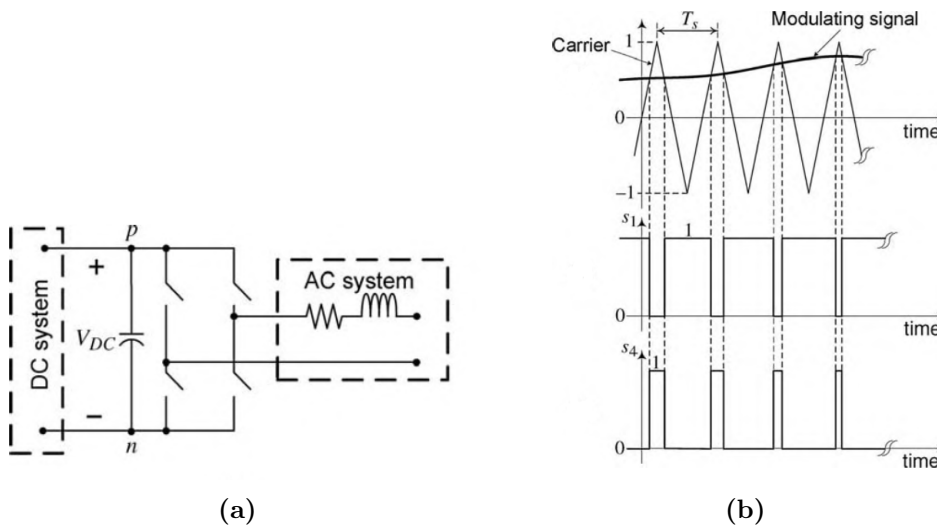 DC system
p
+
V_DC
−
n
AC system
(a)
T_s
Modulating signal
Carrier
1
0
−1
time
s_1
1
0
time
s_4
1
0
time
(b)